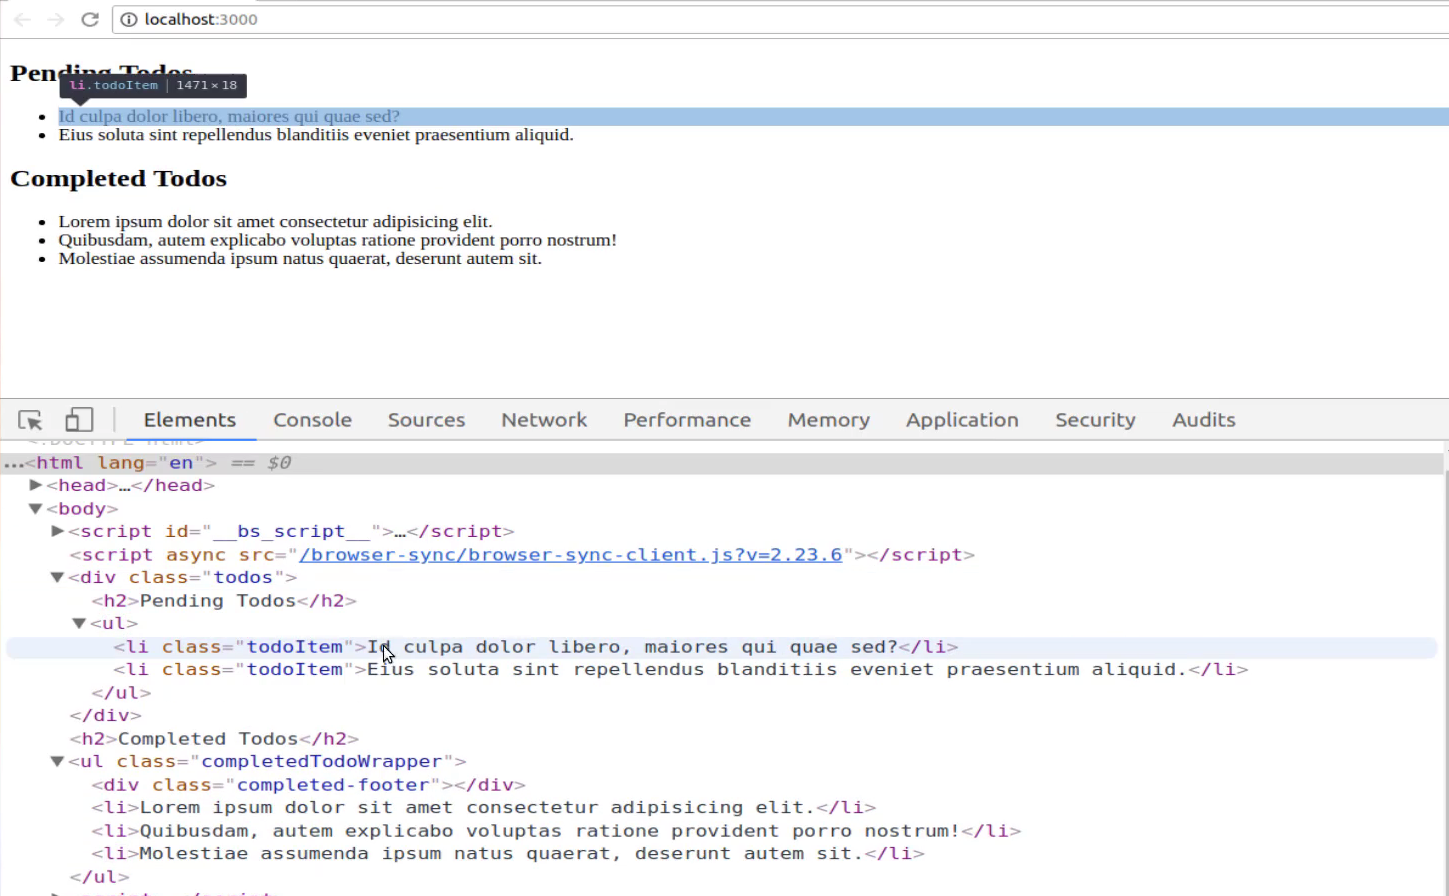 localhost:3000
Pending Todos
li.todoItem | 1471 × 18
Id culpa dolor libero, maiores qui quae sed?
Eius soluta sint repellendus blanditiis eveniet praesentium aliquid.
Completed Todos
Lorem ipsum dolor sit amet consectetur adipisicing elit.
Quibusdam, autem explicabo voluptas ratione provident porro nostrum!
Molestiae assumenda ipsum natus quaerat, deserunt autem sit.
Elements Console Sources Network Performance Memory Application Security Audits
…<html lang="en"> == $0
<head>…</head>
<body>
<script id="__bs_script__">…</script>
<script async src="/browser-sync/browser-sync-client.js?v=2.23.6"></script>
<div class="todos">
<h2>Pending Todos</h2>
<ul>
<li class="todoItem">Id culpa dolor libero, maiores qui quae sed?</li>
<li class="todoItem">Eius soluta sint repellendus blanditiis eveniet praesentium aliquid.</li>
</ul>
</div>
<h2>Completed Todos</h2>
<ul class="completedTodoWrapper">
<div class="completed-footer"></div>
<li>Lorem ipsum dolor sit amet consectetur adipisicing elit.</li>
<li>Quibusdam, autem explicabo voluptas ratione provident porro nostrum!</li>
<li>Molestiae assumenda ipsum natus quaerat, deserunt autem sit.</li>
</ul>